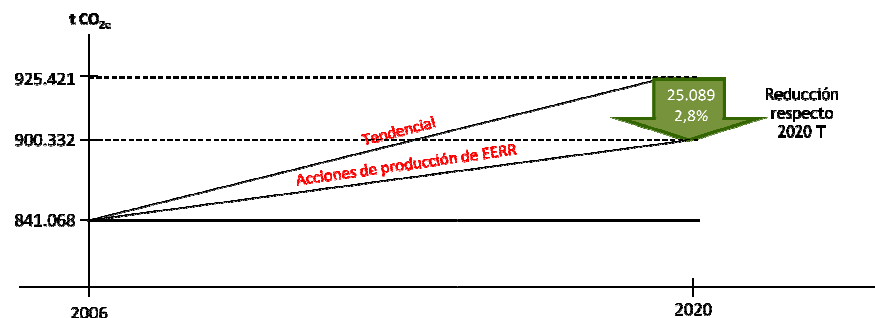 t CO2e
925.421
25.089
2,8%
Reducción
respecto
2020 T
900.332
Tendencial
Acciones de producción de EERR
841.068
2006
2020